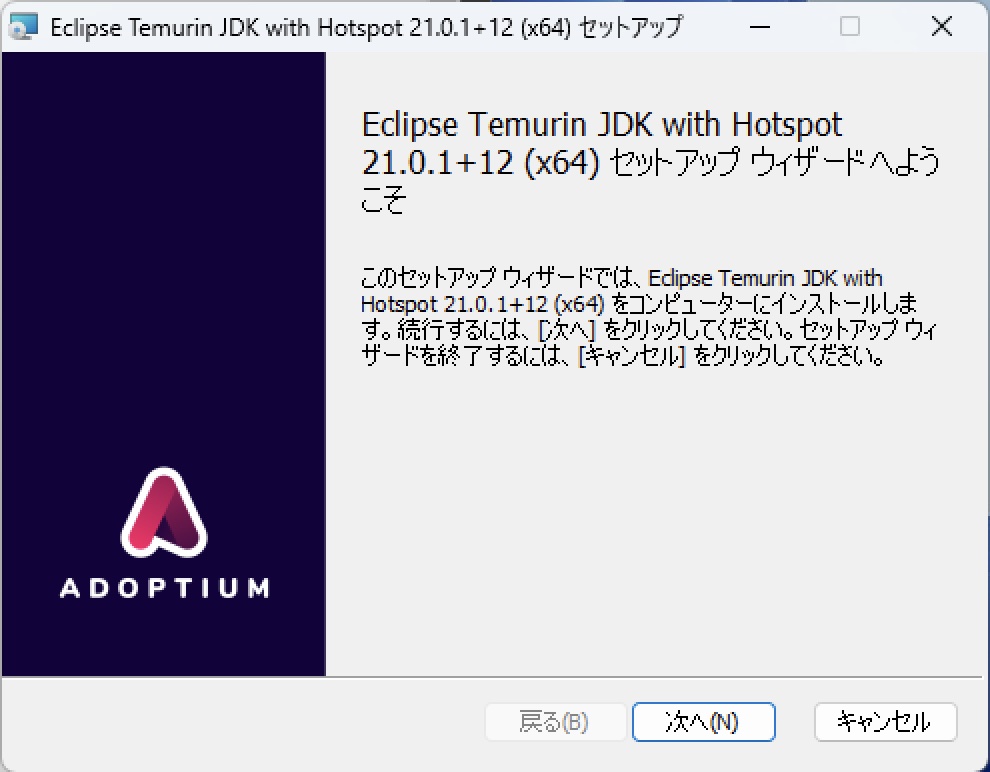 Eclipse Temurin JDK with Hotspot 21.0.1+12 (x64) セットアップ
Eclipse Temurin JDK with Hotspot
21.0.1+12 (x64) セットアップ ウィザードへよう
こそ
このセットアップ ウィザードでは、Eclipse Temurin JDK with
Hotspot 21.0.1+12 (x64) をコンピューターにインストールしま
す。続行するには、[次へ] をクリックしてください。セットアップ ウィ
ザードを終了するには、[キャンセル] をクリックしてください。
ADOPTIUM
戻る(B)
次へ(N)
キャンセル